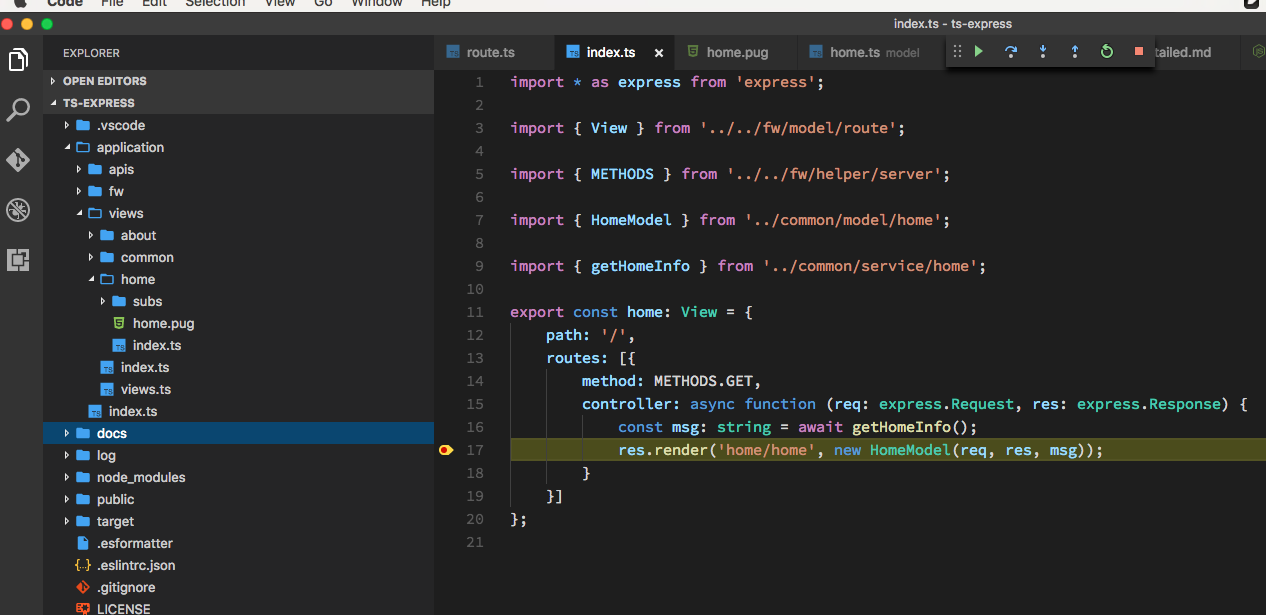 Code File Edit Selection View Go Window Help
index.ts - ts-express
EXPLORER
route.ts index.ts × home.pug home.ts model tailed.md
OPEN EDITORS
TS-EXPRESS
.vscode
application
apis
fw
views
about
common
home
subs
home.pug
index.ts
index.ts
views.ts
index.ts
docs
log
node_modules
public
target
.esformatter
.eslintrc.json
.gitignore
LICENSE
1 import * as express from 'express';
2
3 import { View } from '../../fw/model/route';
4
5 import { METHODS } from '../../fw/helper/server';
6
7 import { HomeModel } from '../common/model/home';
8
9 import { getHomeInfo } from '../common/service/home';
10
11 export const home: View = {
12     path: '/',
13     routes: [{
14         method: METHODS.GET,
15         controller: async function (req: express.Request, res: express.Response) {
16             const msg: string = await getHomeInfo();
17             res.render('home/home', new HomeModel(req, res, msg));
18         }
19     }]
20 };
21